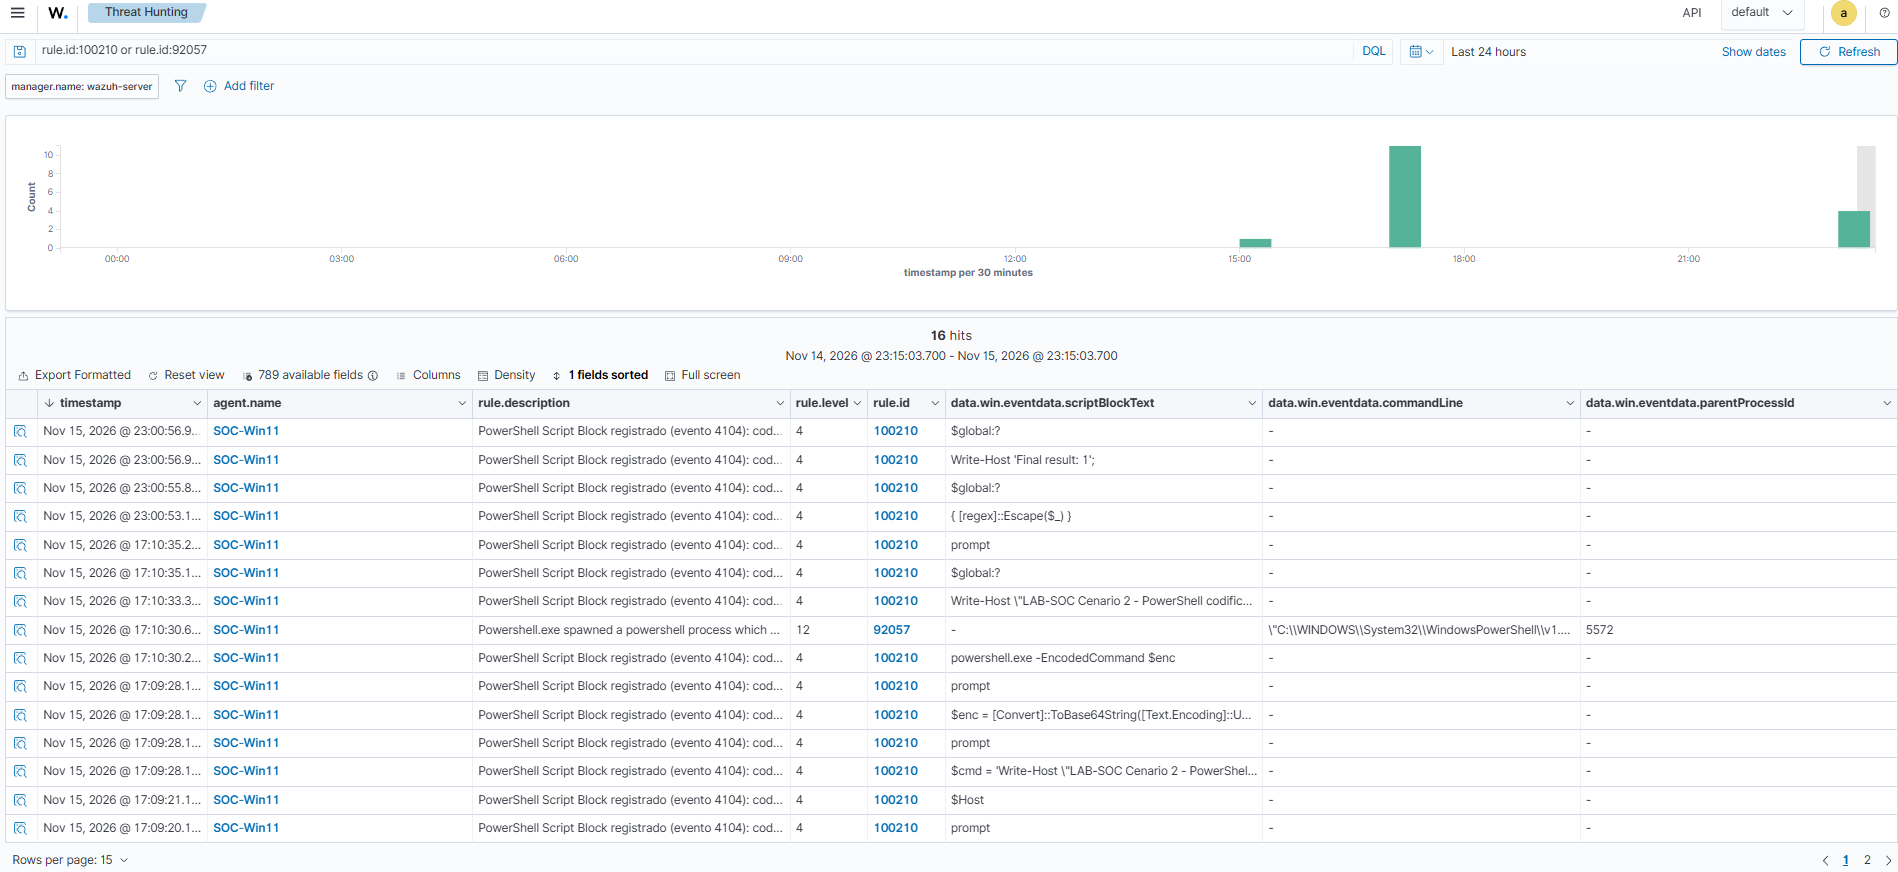 W. Threat Hunting API default a
rule.id:100210 or rule.id:92057 DQL Last 24 hours Show dates Refresh
manager.name: wazuh-server Add filter
10
8
6
4
2
0
Count
00:00 03:00 06:00 09:00 12:00 15:00 18:00 21:00
timestamp per 30 minutes
16 hits
Nov 14, 2026 @ 23:15:03.700 - Nov 15, 2026 @ 23:15:03.700
Export Formatted Reset view 789 available fields Columns Density 1 fields sorted Full screen
timestamp agent.name rule.description rule.level rule.id data.win.eventdata.scriptBlockText data.win.eventdata.commandLine data.win.eventdata.parentProcessId
Nov 15, 2026 @ 23:00:56.9... SOC-Win11 PowerShell Script Block registrado (evento 4104): cod... 4 100210 $global:? - -
Nov 15, 2026 @ 23:00:56.9... SOC-Win11 PowerShell Script Block registrado (evento 4104): cod... 4 100210 Write-Host 'Final result: 1'; - -
Nov 15, 2026 @ 23:00:55.8... SOC-Win11 PowerShell Script Block registrado (evento 4104): cod... 4 100210 $global:? - -
Nov 15, 2026 @ 23:00:53.1... SOC-Win11 PowerShell Script Block registrado (evento 4104): cod... 4 100210 { [regex]::Escape($_) } - -
Nov 15, 2026 @ 17:10:35.2... SOC-Win11 PowerShell Script Block registrado (evento 4104): cod... 4 100210 prompt - -
Nov 15, 2026 @ 17:10:35.1... SOC-Win11 PowerShell Script Block registrado (evento 4104): cod... 4 100210 $global:? - -
Nov 15, 2026 @ 17:10:33.3... SOC-Win11 PowerShell Script Block registrado (evento 4104): cod... 4 100210 Write-Host \"LAB-SOC Cenario 2 - PowerShell codific... - -
Nov 15, 2026 @ 17:10:30.6... SOC-Win11 Powershell.exe spawned a powershell process which ... 12 92057 - \"C:\\WINDOWS\\System32\\WindowsPowerShell\\v1.... 5572
Nov 15, 2026 @ 17:10:30.2... SOC-Win11 PowerShell Script Block registrado (evento 4104): cod... 4 100210 powershell.exe -EncodedCommand $enc - -
Nov 15, 2026 @ 17:09:28.1... SOC-Win11 PowerShell Script Block registrado (evento 4104): cod... 4 100210 prompt - -
Nov 15, 2026 @ 17:09:28.1... SOC-Win11 PowerShell Script Block registrado (evento 4104): cod... 4 100210 $enc = [Convert]::ToBase64String([Text.Encoding]::U... - -
Nov 15, 2026 @ 17:09:28.1... SOC-Win11 PowerShell Script Block registrado (evento 4104): cod... 4 100210 prompt - -
Nov 15, 2026 @ 17:09:28.1... SOC-Win11 PowerShell Script Block registrado (evento 4104): cod... 4 100210 $cmd = 'Write-Host \"LAB-SOC Cenario 2 - PowerShel... - -
Nov 15, 2026 @ 17:09:21.1... SOC-Win11 PowerShell Script Block registrado (evento 4104): cod... 4 100210 $Host - -
Nov 15, 2026 @ 17:09:20.1... SOC-Win11 PowerShell Script Block registrado (evento 4104): cod... 4 100210 prompt - -
Rows per page: 15 1 2